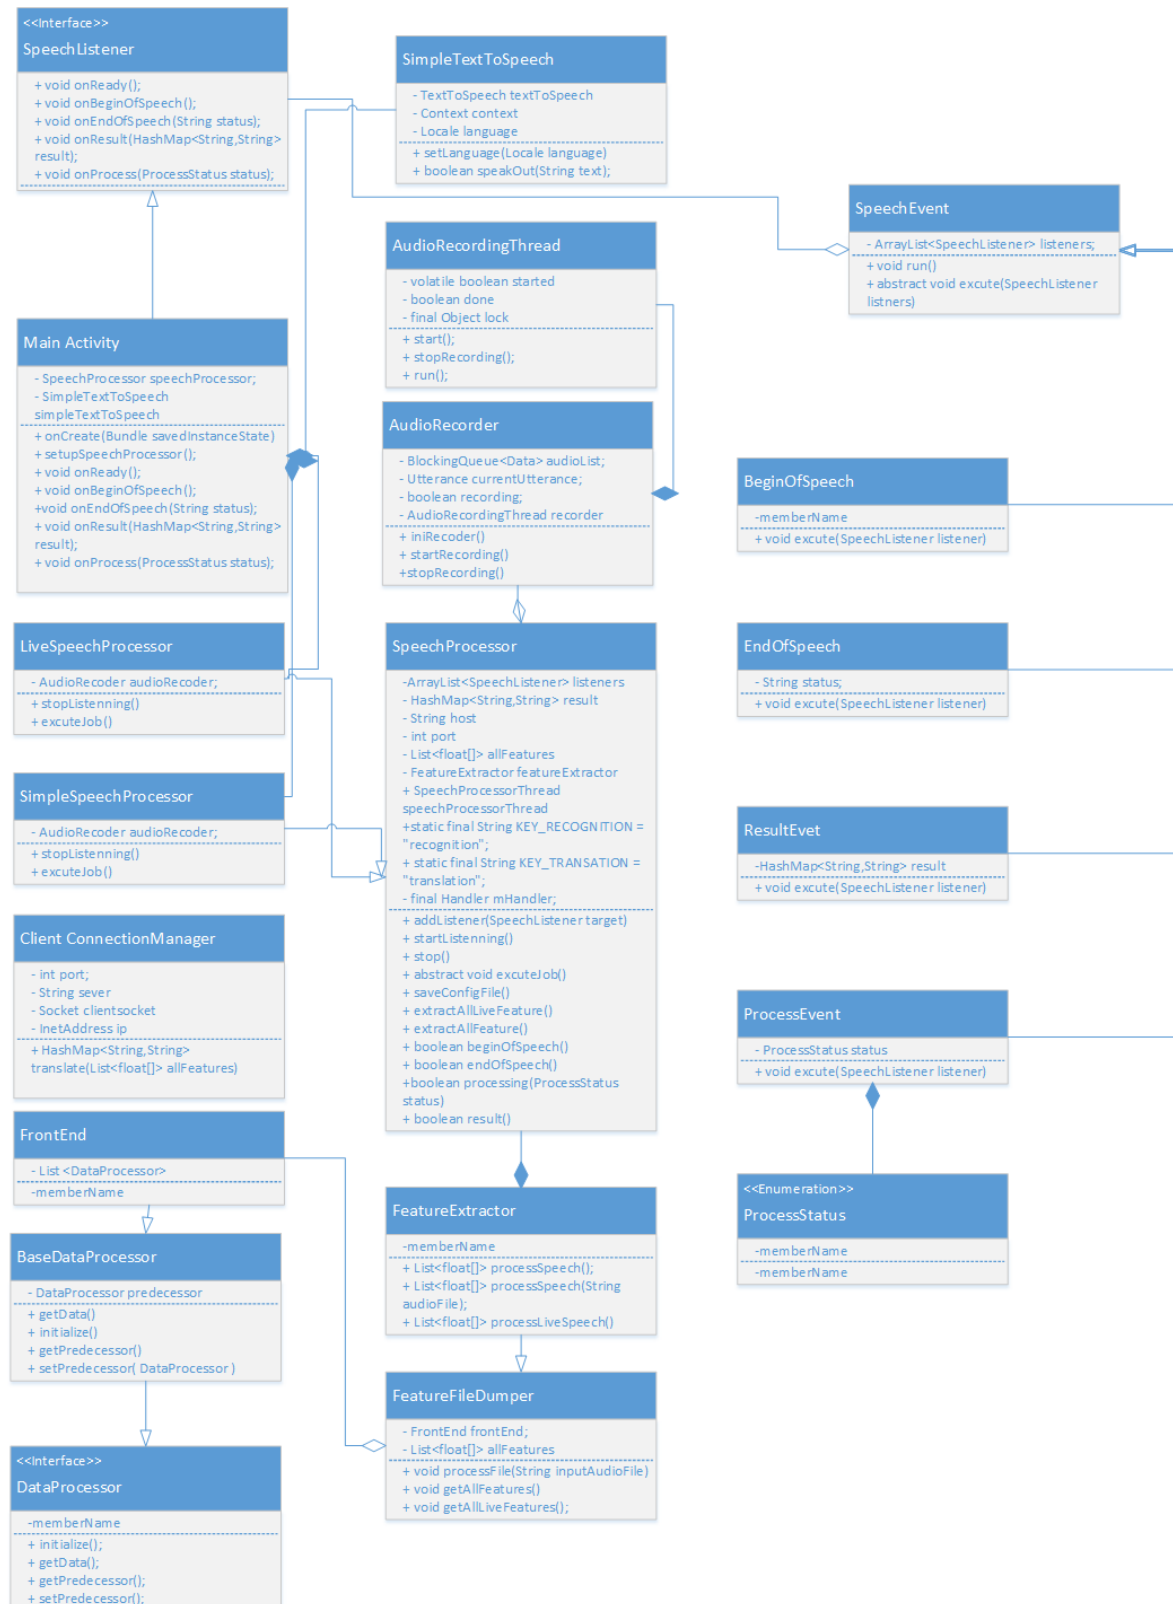 <<Interface>>
SpeechListener
+ void onReady();
+ void onBeginOfSpeech();
+ void onEndOfSpeech(String status);
+ void onResult(HashMap<String,String>
result);
+ void onProcess(ProcessStatus status);
SimpleTextToSpeech
- TextToSpeech textToSpeech
- Context context
- Locale language
+ setLanguage(Locale language)
+ boolean speakOut(String text);
SpeechEvent
- ArrayList<SpeechListener> listeners;
+ void run()
+ abstract void excute(SpeechListener
listners)
AudioRecordingThread
- volatile boolean started
- boolean done
- final Object lock
+ start();
+ stopRecording();
+ run();
Main Activity
- SpeechProcessor speechProcessor;
- SimpleTextToSpeech
simpleTextToSpeech
+ onCreate(Bundle savedInstanceState)
+ setupSpeechProcessor();
+ void onReady();
+ void onBeginOfSpeech();
+void onEndOfSpeech(String status);
+ void onResult(HashMap<String,String>
result);
+ void onProcess(ProcessStatus status);
AudioRecorder
- BlockingQueue<Data> audioList;
- Utterance currentUtterance;
- boolean recording;
- AudioRecordingThread recorder
+ iniRecoder()
+ startRecording()
+stopRecording()
BeginOfSpeech
-memberName
+ void excute(SpeechListener listener)
LiveSpeechProcessor
- AudioRecoder audioRecoder;
+ stopListenning()
+ excuteJob()
SpeechProcessor
-ArrayList<SpeechListener> listeners
- HashMap<String,String> result
- String host
- int port
- List<float[]> allFeatures
- FeatureExtractor featureExtractor
+ SpeechProcessorThread
speechProcessorThread
+static final String KEY_RECOGNITION =
"recognition";
+ static final String KEY_TRANSATION =
"translation";
- final Handler mHandler;
+ addListener(SpeechListener target)
+ startListenning()
+ stop()
+ abstract void excuteJob()
+ saveConfigFile()
+ extractAllLiveFeature()
+ extractAllFeature()
+ boolean beginOfSpeech()
+ boolean endOfSpeech()
+boolean processing(ProcessStatus
status)
+ boolean result()
EndOfSpeech
- String status;
+ void excute(SpeechListener listener)
SimpleSpeechProcessor
- AudioRecoder audioRecoder;
+ stopListenning()
+ excuteJob()
ResultEvet
-HashMap<String,String> result
+ void excute(SpeechListener listener)
Client ConnectionManager
- int port;
- String sever
- Socket clientsocket
- InetAddress ip
+ HashMap<String,String>
translate(List<float[]> allFeatures)
ProcessEvent
- ProcessStatus status
+ void excute(SpeechListener listener)
FrontEnd
- List <DataProcessor>
-memberName
FeatureExtractor
-memberName
+ List<float[]> processSpeech();
+ List<float[]> processSpeech(String
audioFile);
+ List<float[]> processLiveSpeech()
<<Enumeration>>
ProcessStatus
-memberName
-memberName
BaseDataProcessor
- DataProcessor predecessor
+ getData()
+ initialize()
+ getPredecessor()
+ setPredecessor( DataProcessor )
FeatureFileDumper
- FrontEnd frontEnd;
- List<float[]> allFeatures
+ void processFile(String inputAudioFile)
+ void getAllFeatures()
+ void getAllLiveFeatures();
<<Interface>>
DataProcessor
-memberName
+ initialize();
+ getData();
+ getPredecessor();
+ setPredecessor();